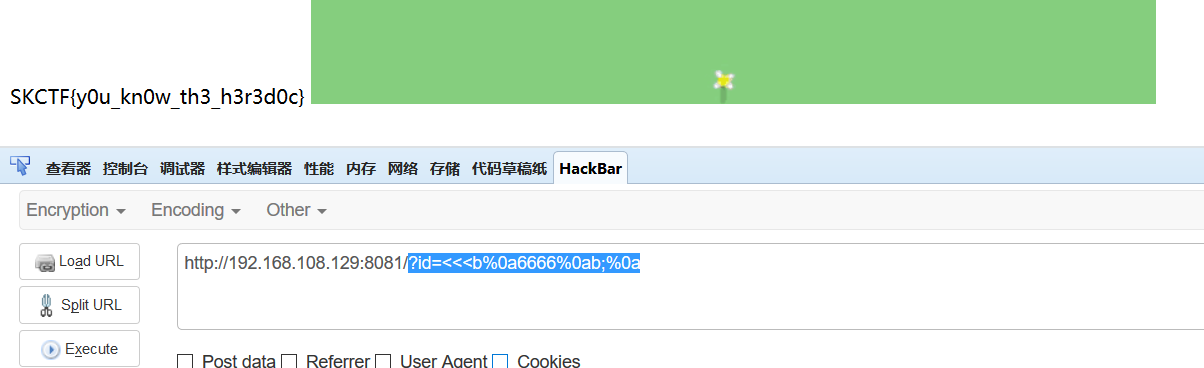 SKCTF{y0u_kn0w_th3_h3r3d0c}
查看器 控制台 调试器 样式编辑器 性能 内存 网络 存储 代码草稿纸 HackBar
Encryption Encoding Other
Load URL
http://192.168.108.129:8081/?id=<<<b%0a6666%0ab;%0a
Split URL
Execute
Post data Referrer User Agent Cookies